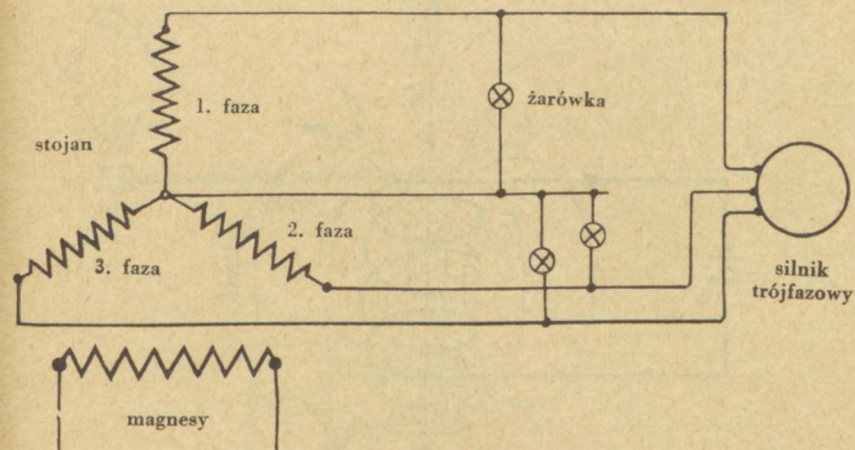 1. faza
żarówka
stojan
2. faza
3. faza
silnik
trójfazowy
magnesy